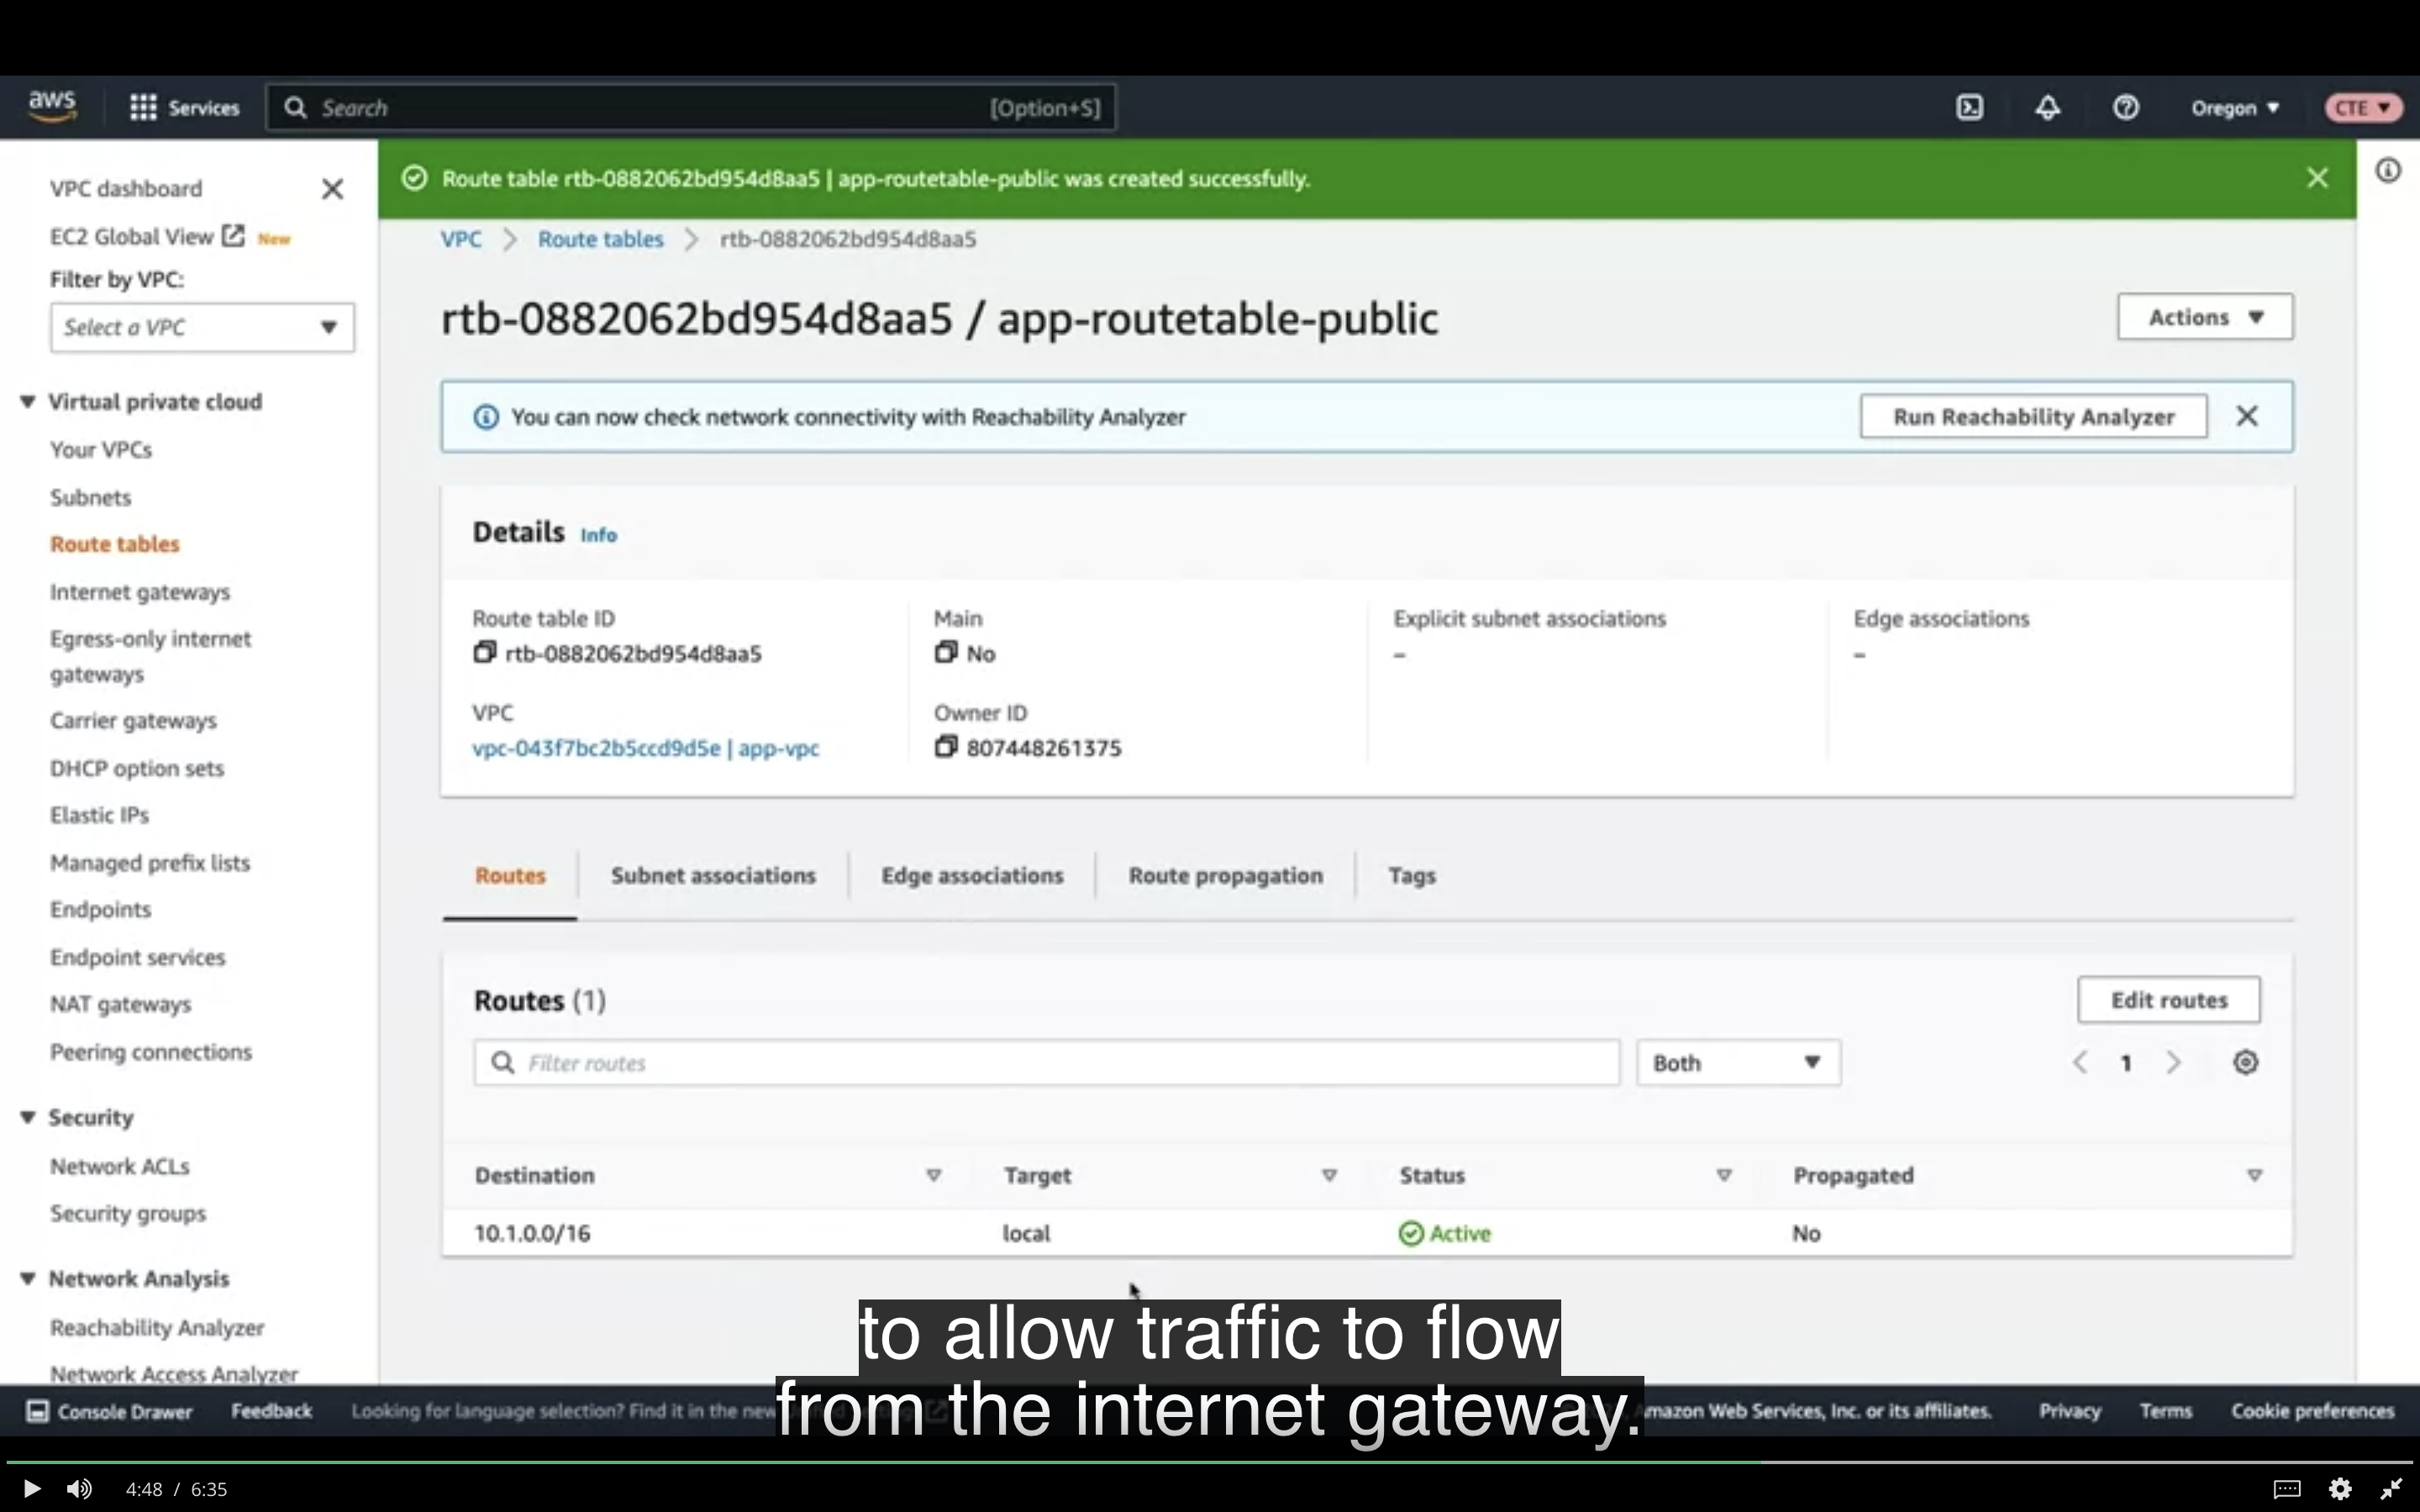 aws
Services
Search
[Option+S]
Oregon
CTE
VPC dashboard
EC2 Global View New
Filter by VPC:
Select a VPC
Virtual private cloud
Your VPCs
Subnets
Route tables
Internet gateways
Egress-only internet
gateways
Carrier gateways
DHCP option sets
Elastic IPs
Managed prefix lists
Endpoints
Endpoint services
NAT gateways
Peering connections
Security
Network ACLs
Security groups
Network Analysis
Reachability Analyzer
Network Access Analyzer
Route table rtb-0882062bd954d8aa5 | app-routetable-public was created successfully.
VPC > Route tables > rtb-0882062bd954d8aa5
rtb-0882062bd954d8aa5 / app-routetable-public
Actions
You can now check network connectivity with Reachability Analyzer
Run Reachability Analyzer
Details Info
Route table ID
rtb-0882062bd954d8aa5
Main
No
Explicit subnet associations
–
Edge associations
–
VPC
vpc-043f7bc2b5ccd9d5e | app-vpc
Owner ID
807448261375
Routes
Subnet associations
Edge associations
Route propagation
Tags
Routes (1)
Edit routes
Filter routes
Both
1
Destination
Target
Status
Propagated
10.1.0.0/16
local
Active
No
to allow traffic to flow
from the internet gateway.
Console Drawer
Feedback
Looking for language selection? Find it in the new
Amazon Web Services, Inc. or its affiliates.
Privacy
Terms
Cookie preferences
4:48 / 6:35